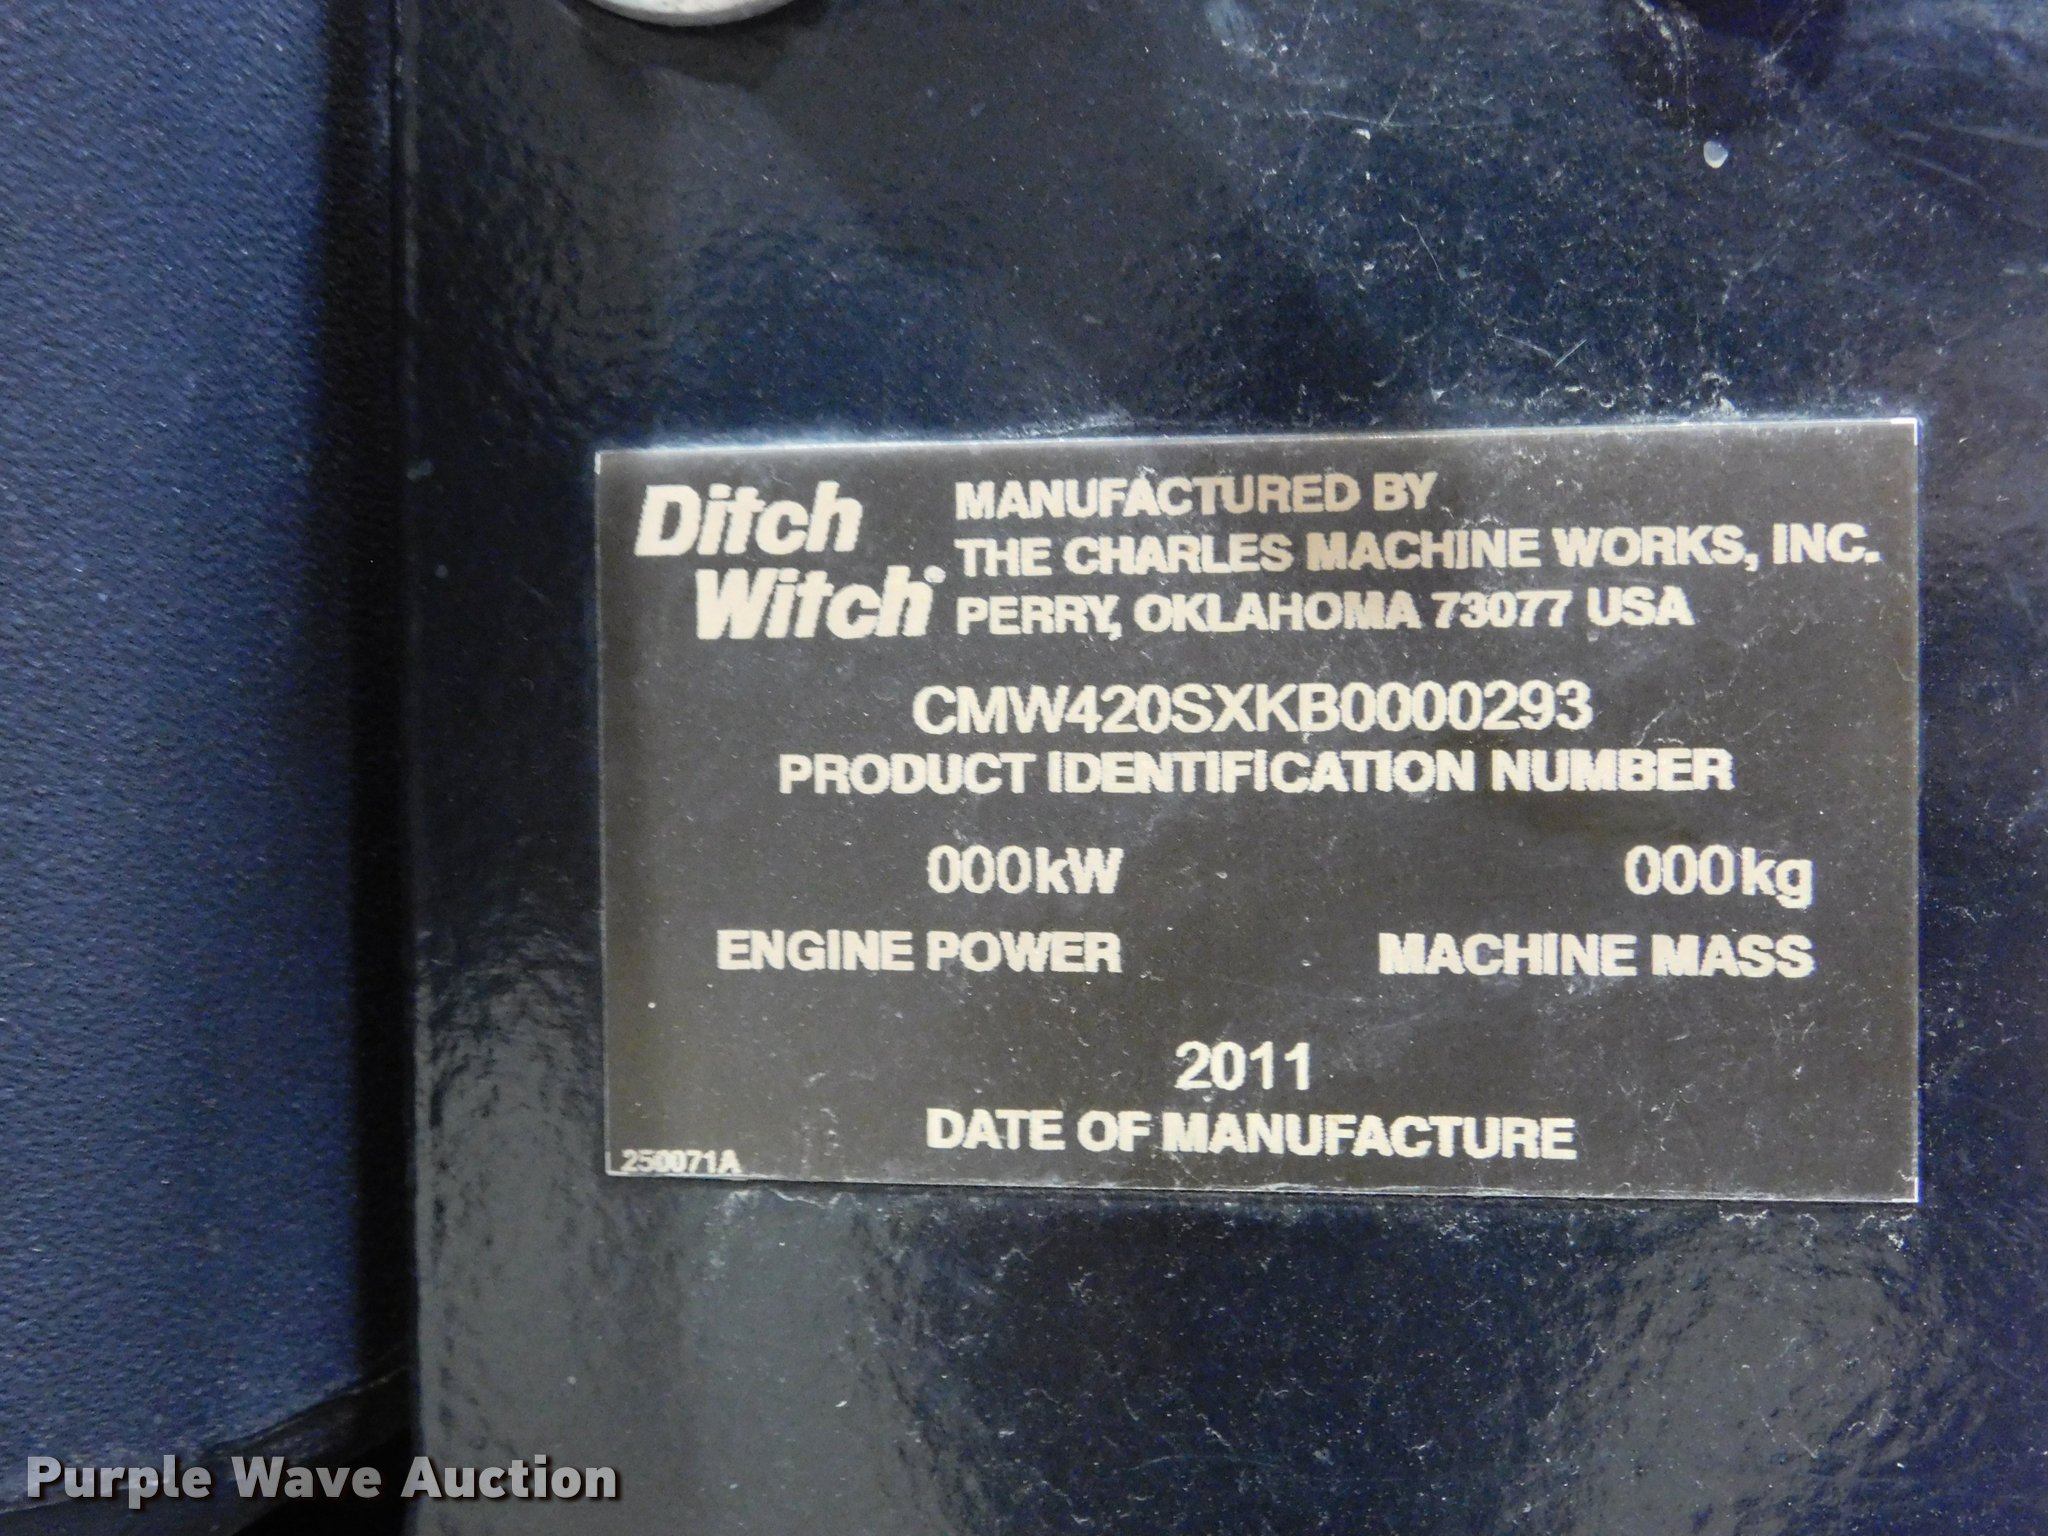 Ditch
Witch
MANUFACTURED BY
THE CHARLES MACHINE WORKS, INC.
PERRY, OKLAHOMA 73077 USA
CMW420SXKB0000293
PRODUCT IDENTIFICATION NUMBER
000kW
ENGINE POWER
000kg
MACHINE MASS
2011
DATE OF MANUFACTURE
250071A
Purple Wave Auction